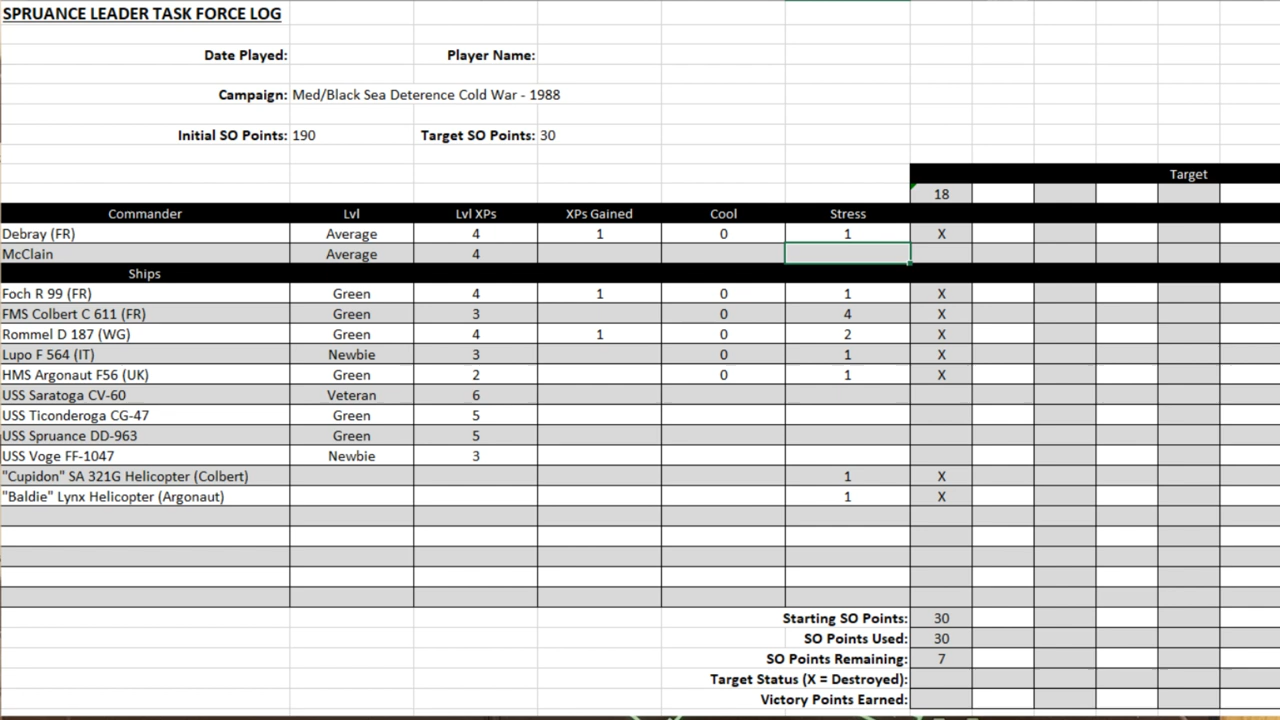 SPRUANCE LEADER TASK FORCE LOG
Date Played: Player Name:
Campaign: Med/Black Sea Deterence Cold War - 1988
Initial SO Points: 190 Target SO Points: 30
Target
18
Commander Lvl Lvl XPs XPs Gained Cool Stress
Debray (FR) Average 4 1 0 1 X
McClain Average 4
Ships
Foch R 99 (FR) Green 4 1 0 1 X
FMS Colbert C 611 (FR) Green 3 0 4 X
Rommel D 187 (WG) Green 4 1 0 2 X
Lupo F 564 (IT) Newbie 3 0 1 X
HMS Argonaut F56 (UK) Green 2 0 1 X
USS Saratoga CV-60 Veteran 6
USS Ticonderoga CG-47 Green 5
USS Spruance DD-963 Green 5
USS Voge FF-1047 Newbie 3
"Cupidon" SA 321G Helicopter (Colbert) 1 X
"Baldie" Lynx Helicopter (Argonaut) 1 X
Starting SO Points: 30
SO Points Used: 30
SO Points Remaining: 7
Target Status (X = Destroyed):
Victory Points Earned: